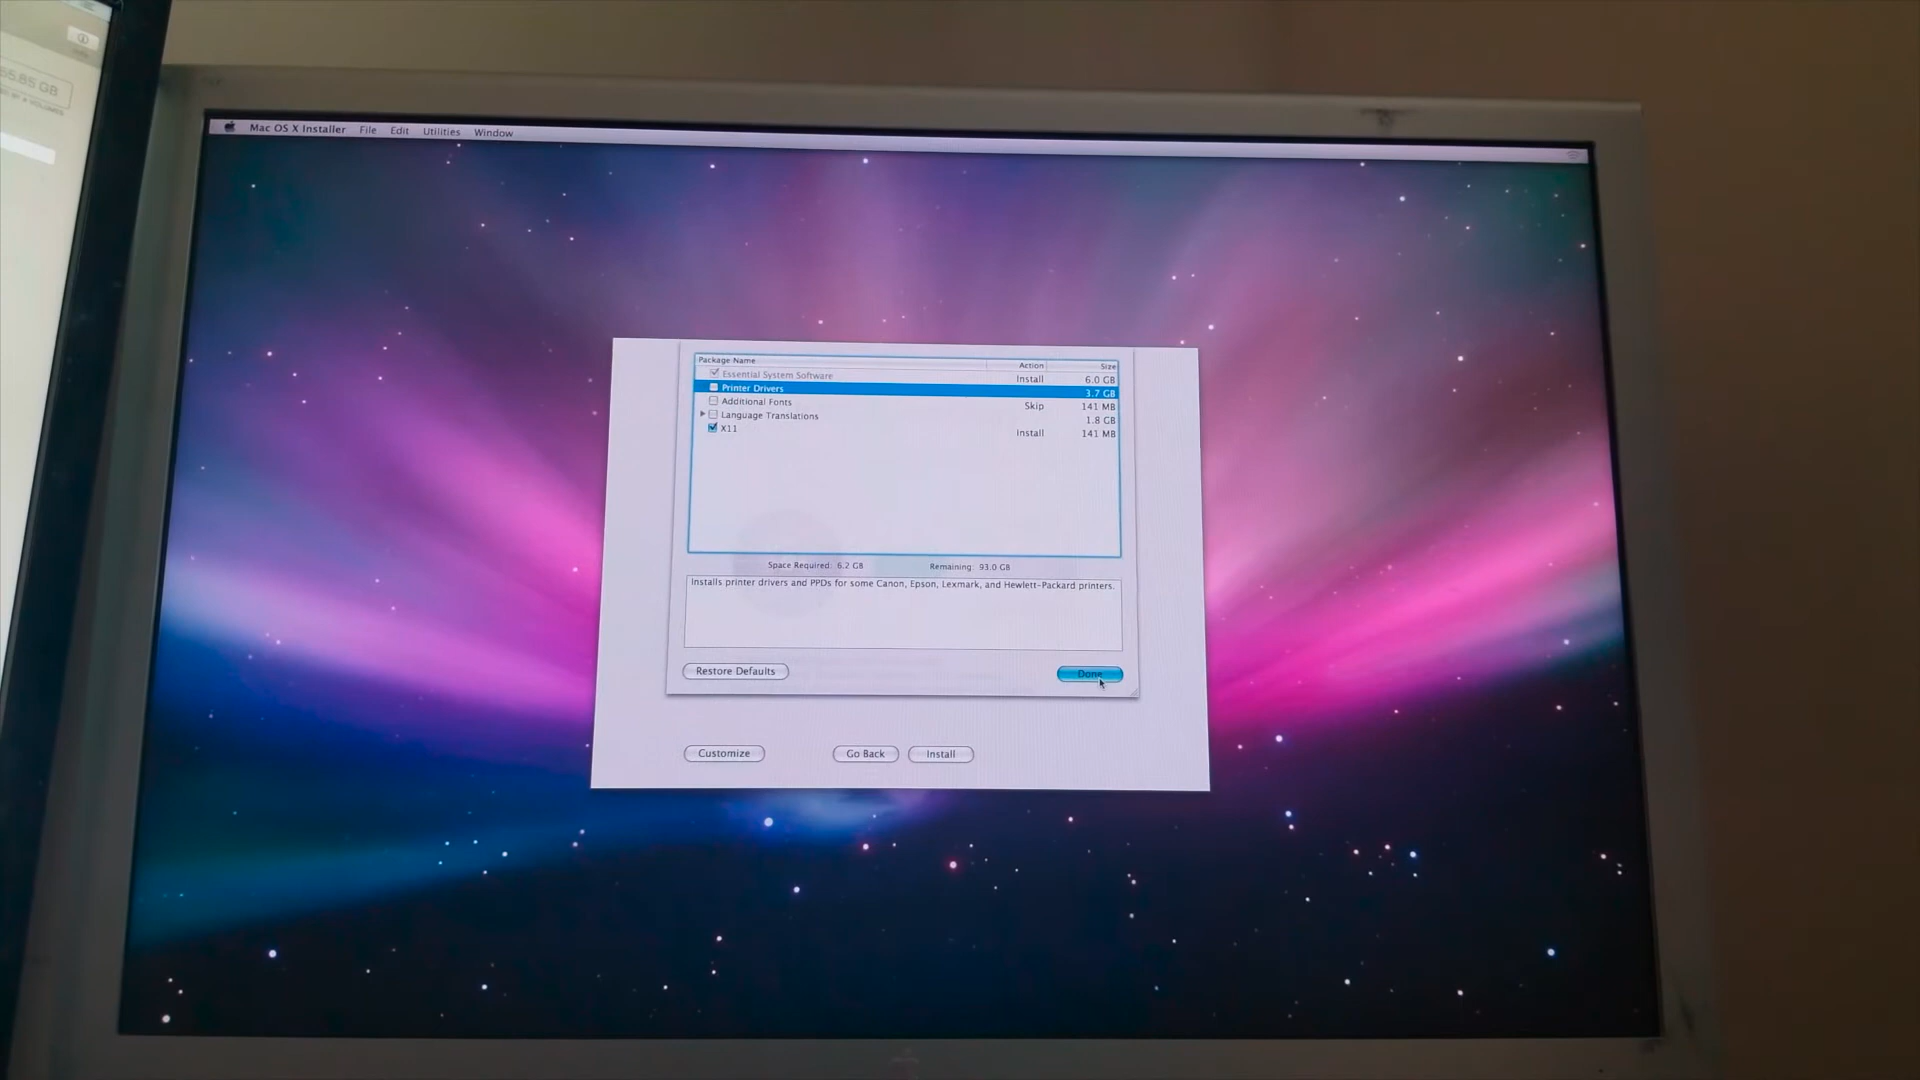 55.85 GB
Mac OS X Installer File Edit Utilities Window
Package Name Action Size
Essential System Software Install 6.0 GB
Printer Drivers 3.7 GB
Additional Fonts Skip 141 MB
Language Translations 1.8 GB
X11 Install 141 MB
Space Required: 6.2 GB Remaining: 93.0 GB
Installs printer drivers and PPDs for some Canon, Epson, Lexmark, and Hewlett-Packard printers.
Restore Defaults Done
Customize Go Back Install